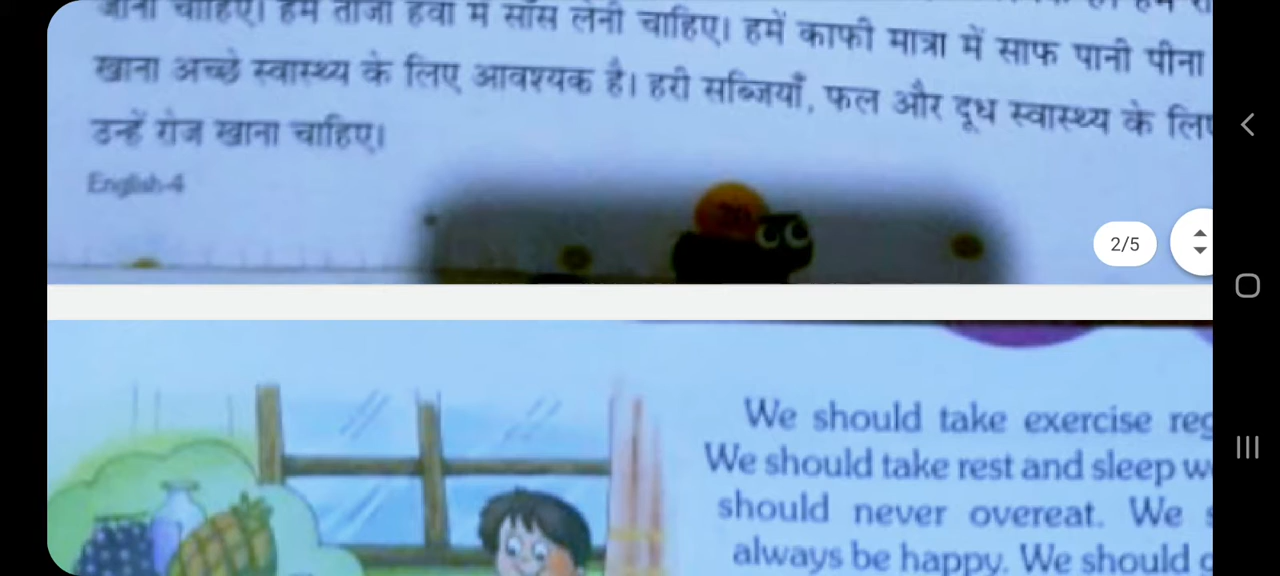 चाहिए। हमें ताजी हवा में साँस लेनी चाहिए। हमें काफी मात्रा में साफ पानी पीना
खाना अच्छे स्वास्थ्य के लिए आवश्यक है। हरी सब्जियाँ, फल और दूध स्वास्थ्य के लिए
उन्हें रोज खाना चाहिए।
English-4
2/5
We should take exercise reg
We should take rest and sleep w
should never overeat. We s
always be happy. We should